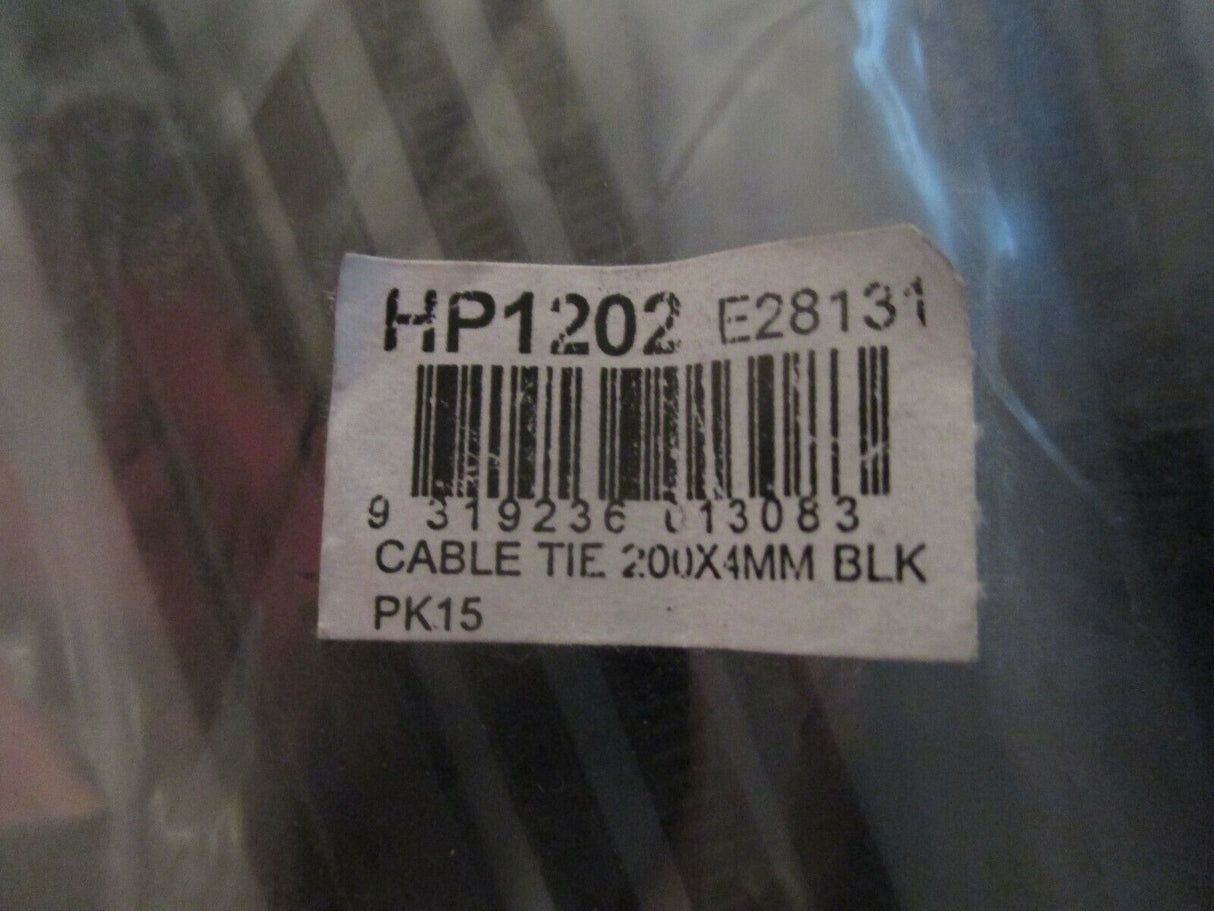 HP1202 E28131
9 319236 013083
CABLE TIE 200X4MM BLK
PK15